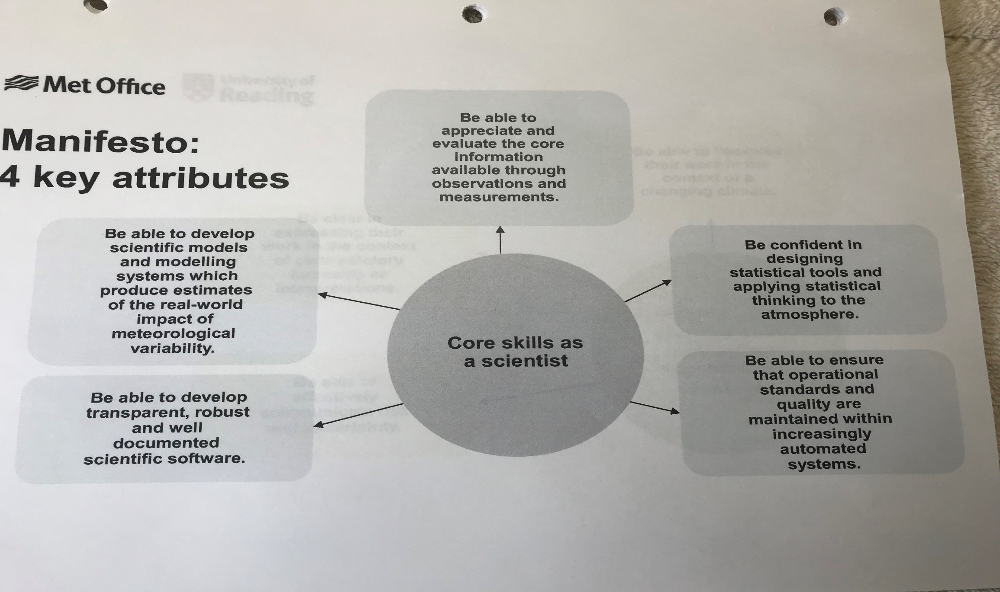 Met Office
University of
Reading
Manifesto:
4 key attributes
Be able to
appreciate and
evaluate the core
information
available through
observations and
measurements.
Be able to develop
scientific models
and modelling
systems which
produce estimates
of the real-world
impact of
meteorological
variability.
Be confident in
designing
statistical tools and
applying statistical
thinking to the
atmosphere.
Core skills as
a scientist
Be able to develop
transparent, robust
and well
documented
scientific software.
Be able to ensure
that operational
standards and
quality are
maintained within
increasingly
automated
systems.